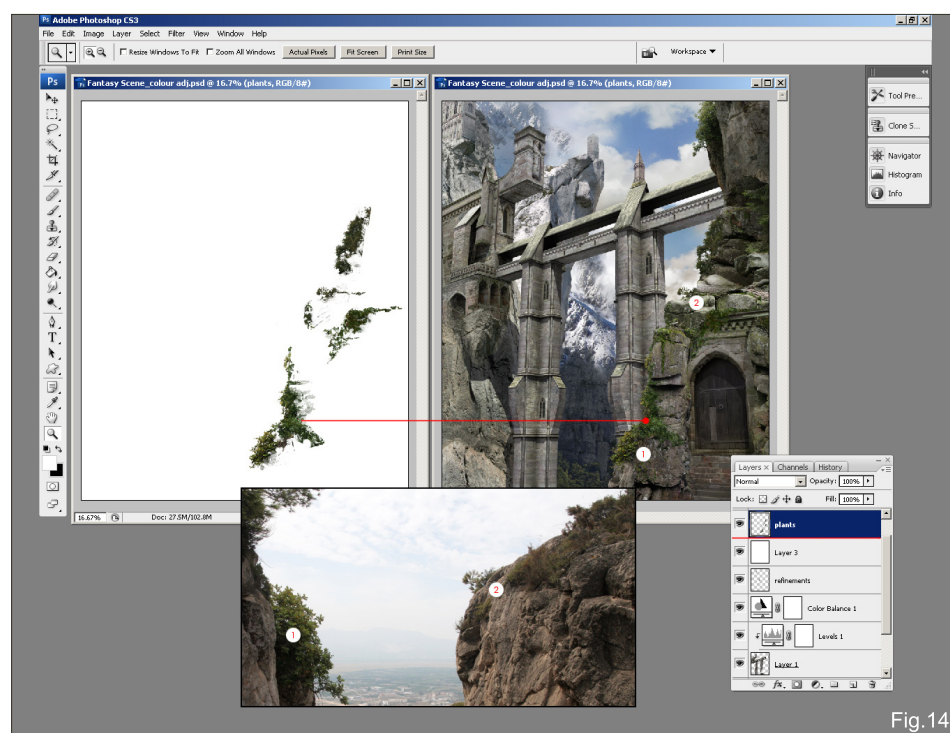 Ps Adobe Photoshop CS3
File Edit Image Layer Select Filter View Window Help
Resize Windows To Fit Zoom All Windows Actual Pixels Fit Screen Print Size Workspace ▼
Ps
Fantasy Scene_colour adj.psd @ 16.7% (plants, RGB/8#)
Fantasy Scene_colour adj.psd @ 16.7% (plants, RGB/8#)
Tool Pre...
Clone S...
Navigator
Histogram
Info
T
2
1
16.67% Doc: 27.5M/102.8M
1
2
Layers × Channels History
Normal Opacity: 100%
Lock: Fill: 100%
plants
Layer 3
refinements
Color Balance 1
Levels 1
Layer 1
fx.
Fig.14